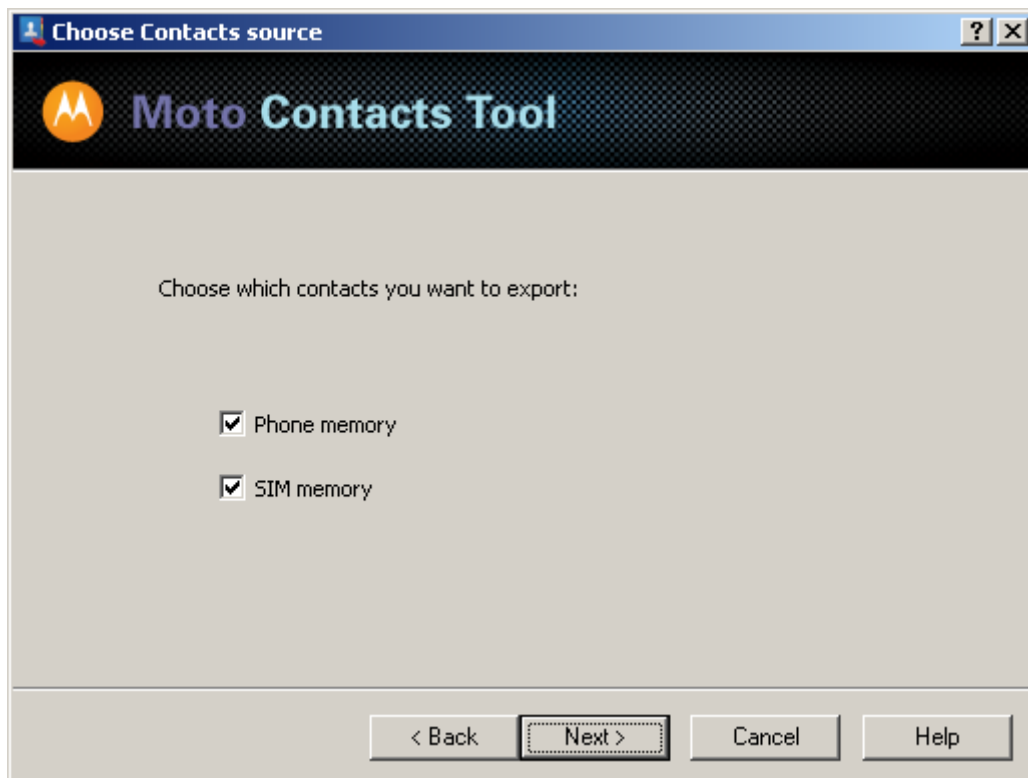 Choose Contacts source
Moto Contacts Tool
Choose which contacts you want to export:
Phone memory
SIM memory
< Back Next > Cancel Help